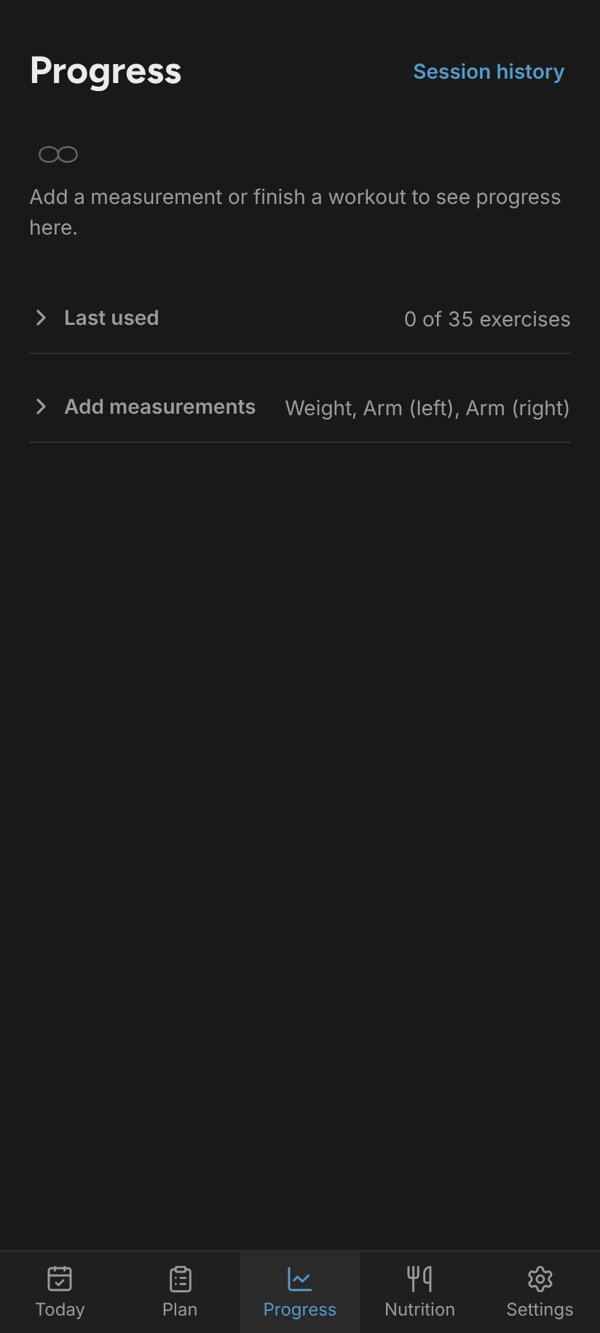 Progress
Session history
Add a measurement or finish a workout to see progress
here.
Last used
0 of 35 exercises
Add measurements
Weight, Arm (left), Arm (right)
Today
Plan
Progress
Nutrition
Settings